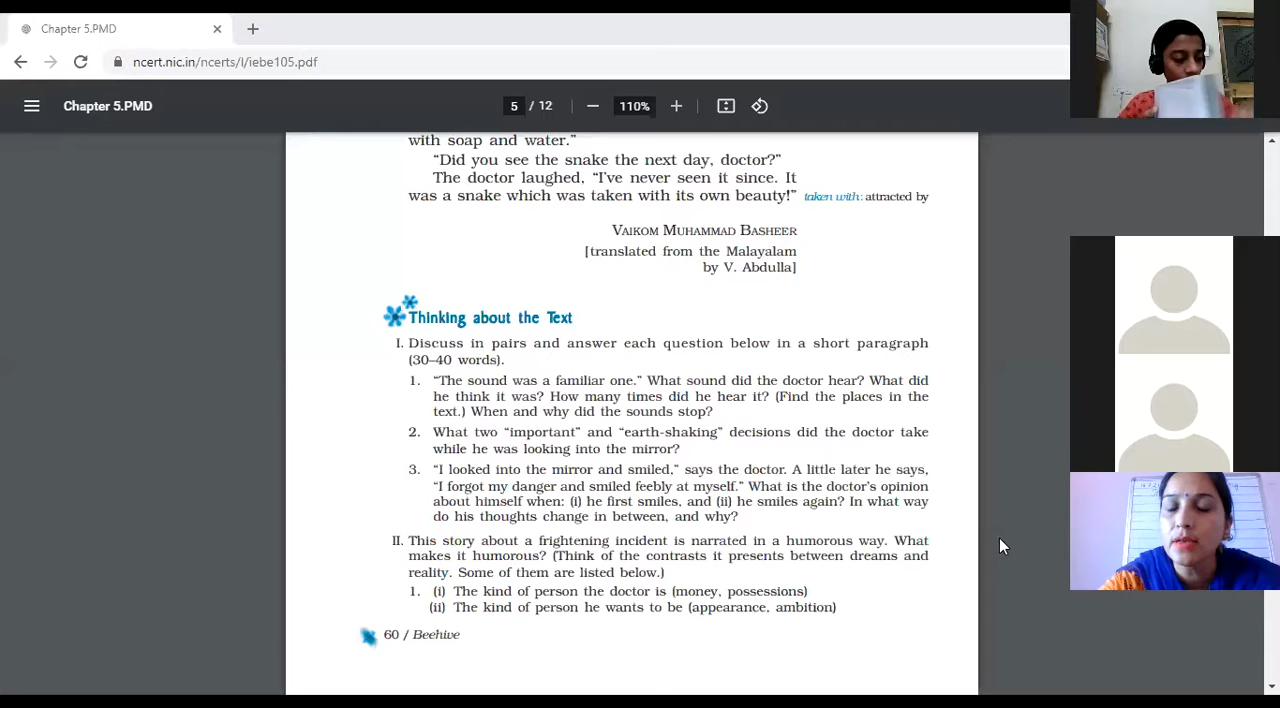 Chapter 5.PMD
ncert.nic.in/ncerts/l/iebe105.pdf
Chapter 5.PMD
5 / 12
110%
with soap and water.”
“Did you see the snake the next day, doctor?”
The doctor laughed, “I’ve never seen it since. It
was a snake which was taken with its own beauty!” taken with: attracted by
VAIKOM MUHAMMAD BASHEER
[translated from the Malayalam
by V. Abdulla]
Thinking about the Text
I. Discuss in pairs and answer each question below in a short paragraph
(30–40 words).
1. “The sound was a familiar one.” What sound did the doctor hear? What did
he think it was? How many times did he hear it? (Find the places in the
text.) When and why did the sounds stop?
2. What two “important” and “earth-shaking” decisions did the doctor take
while he was looking into the mirror?
3. “I looked into the mirror and smiled,” says the doctor. A little later he says,
“I forgot my danger and smiled feebly at myself.” What is the doctor’s opinion
about himself when: (i) he first smiles, and (ii) he smiles again? In what way
do his thoughts change in between, and why?
II. This story about a frightening incident is narrated in a humorous way. What
makes it humorous? (Think of the contrasts it presents between dreams and
reality. Some of them are listed below.)
1. (i) The kind of person the doctor is (money, possessions)
(ii) The kind of person he wants to be (appearance, ambition)
60 / Beehive